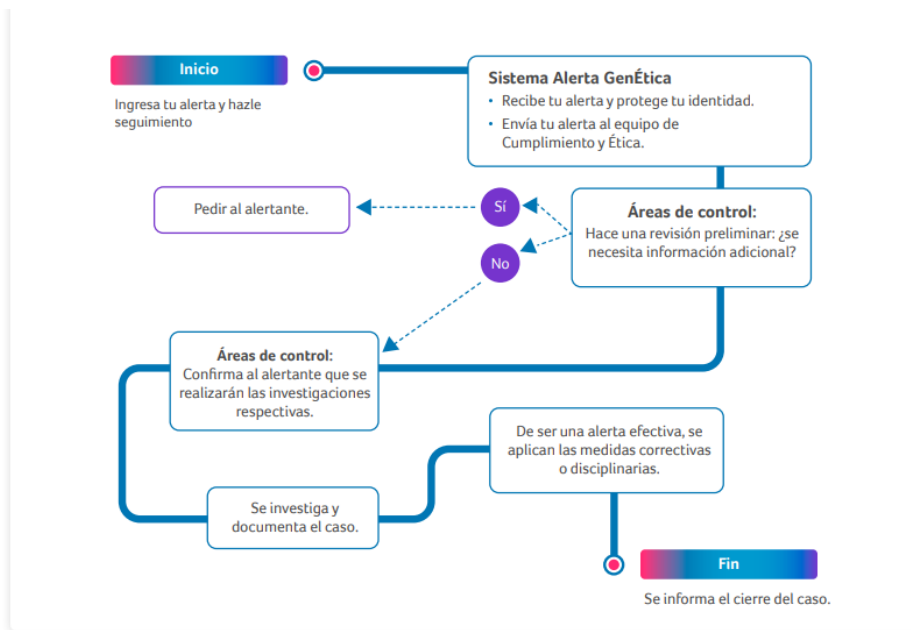 Inicio
Ingresa tu alerta y hazle
seguimiento
Sistema Alerta GenÉtica
• Recibe tu alerta y protege tu identidad.
• Envía tu alerta al equipo de
Cumplimiento y Ética.
Pedir al alertante.
Sí
No
Áreas de control:
Hace una revisión preliminar: ¿se
necesita información adicional?
Áreas de control:
Confirma al alertante que se
realizarán las investigaciones
respectivas.
De ser una alerta efectiva, se
aplican las medidas correctivas
o disciplinarias.
Se investiga y
documenta el caso.
Fin
Se informa el cierre del caso.